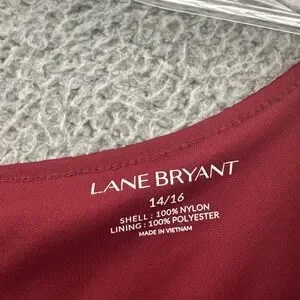 LANE BRYANT
14/16
SHELL : 100% NYLON
LINING : 100% POLYESTER
MADE IN VIETNAM